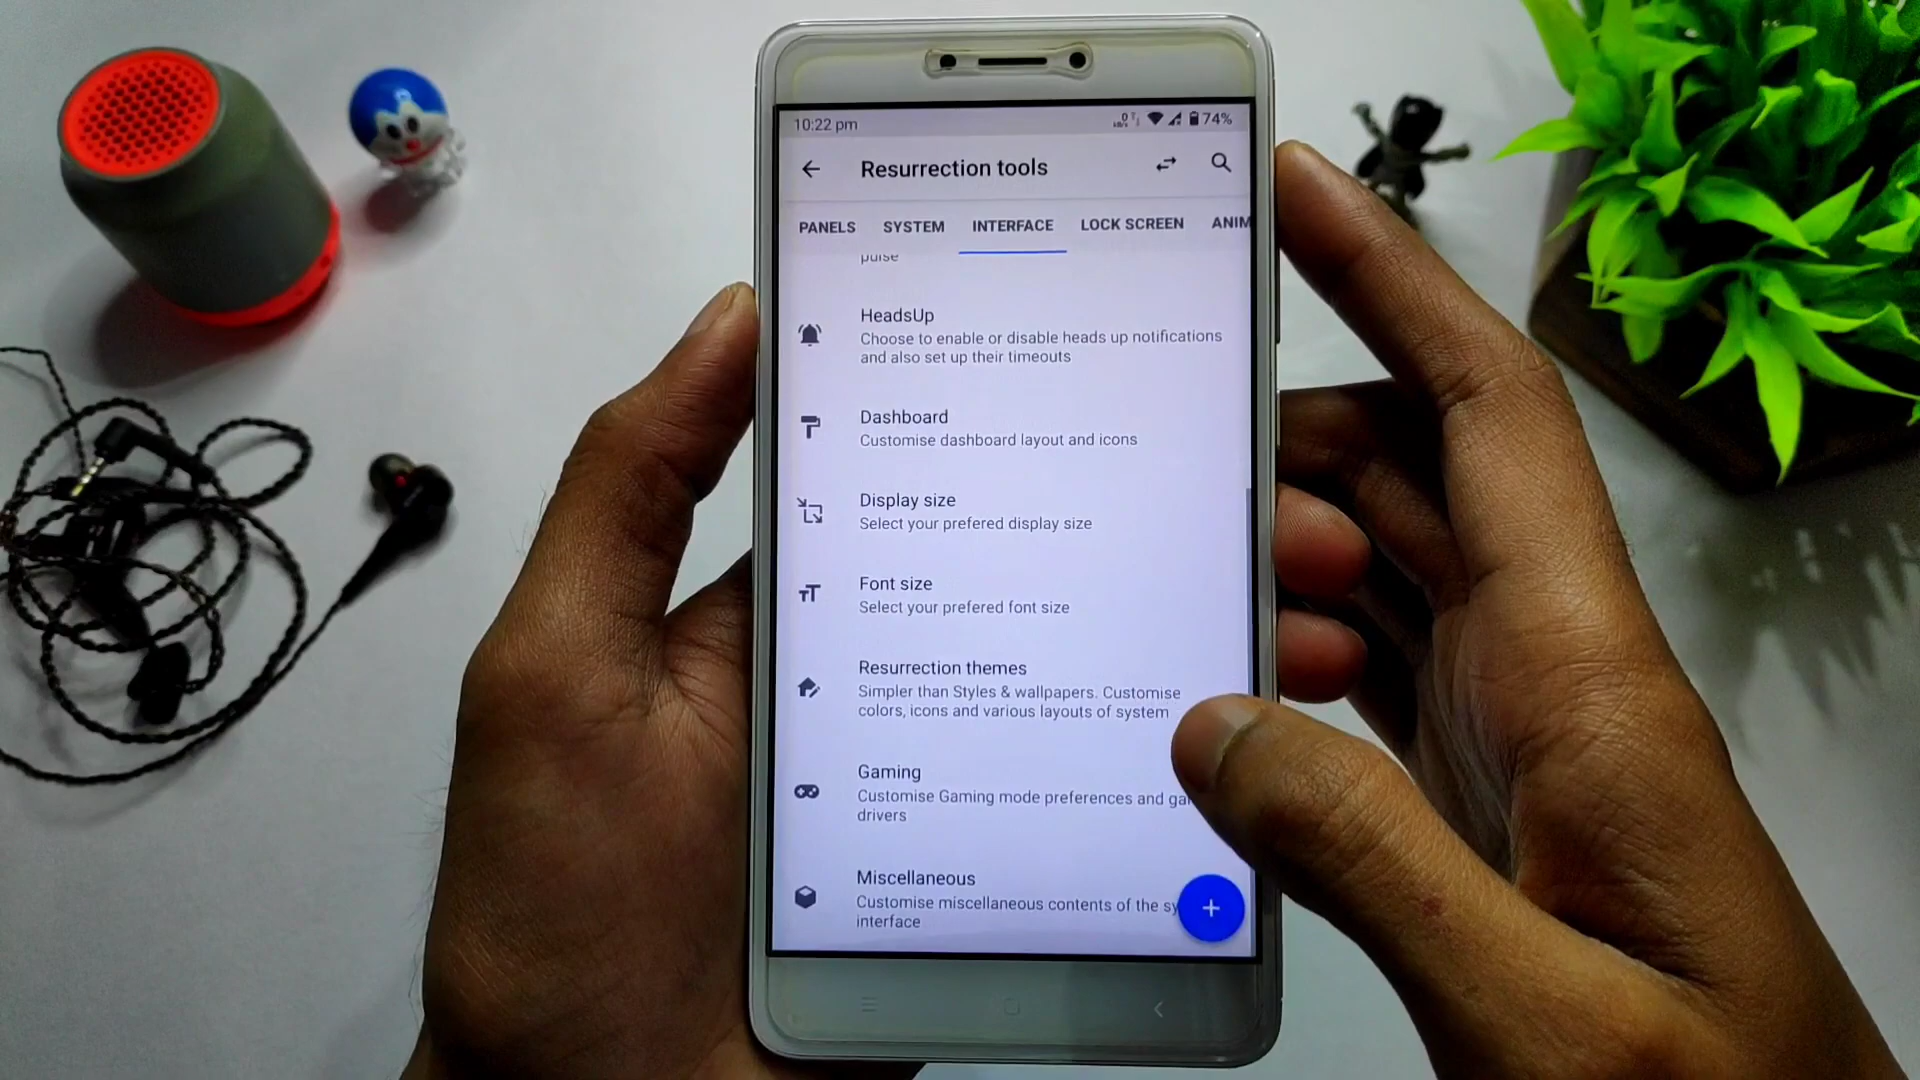 10:22 pm
74%
Resurrection tools
PANELS SYSTEM INTERFACE LOCK SCREEN ANIM
pulse
HeadsUp
Choose to enable or disable heads up notifications
and also set up their timeouts
Dashboard
Customise dashboard layout and icons
Display size
Select your prefered display size
Font size
Select your prefered font size
Resurrection themes
Simpler than Styles & wallpapers. Customise
colors, icons and various layouts of system
Gaming
Customise Gaming mode preferences and ga
drivers
Miscellaneous
Customise miscellaneous contents of the sy
interface